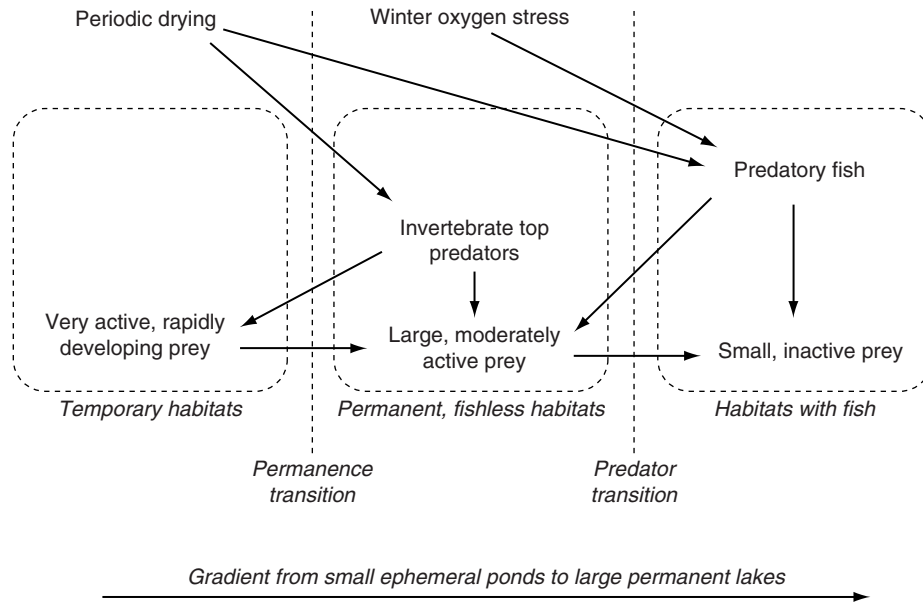 Periodic drying
Winter oxygen stress
Predatory fish
Invertebrate top
predators
Very active, rapidly
developing prey
Large, moderately
active prey
Small, inactive prey
Temporary habitats
Permanent, fishless habitats
Habitats with fish
Permanence
transition
Predator
transition
Gradient from small ephemeral ponds to large permanent lakes